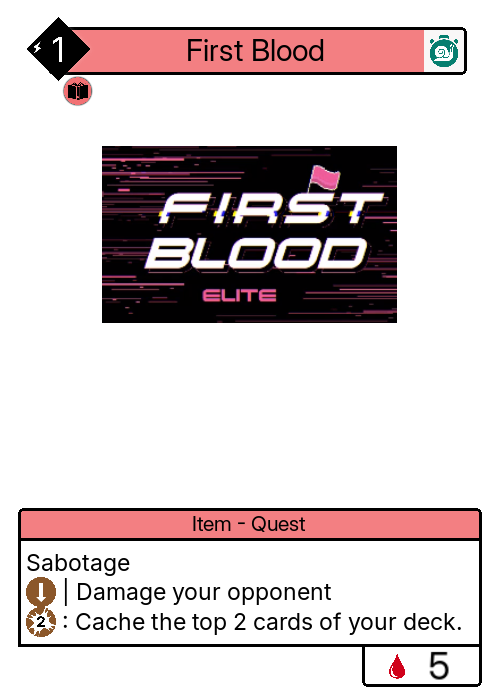 1
First Blood
FIRST
BLOOD
ELITE
Item - Quest
Sabotage
| Damage your opponent
2 : Cache the top 2 cards of your deck.
5